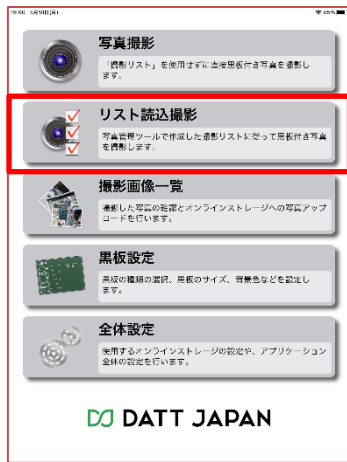 16:00 5月10日(月)
25%
写真撮影
「撮影リスト」を使用せずに直接黒板付き写真を撮影し
ます。
リスト読込撮影
写真管理ツールで作成した撮影リストに従って黒板付き写真
を撮影します。
撮影画像一覧
撮影した写真の確認とオンラインストレージへの写真アップ
ロードを行います。
黒板設定
黒板の種類の選択、黒板のサイズ、背景色などを設定し
ます。
全体設定
使用するオンラインストレージの設定や、アプリケーション
全体の設定を行います。
DATT JAPAN